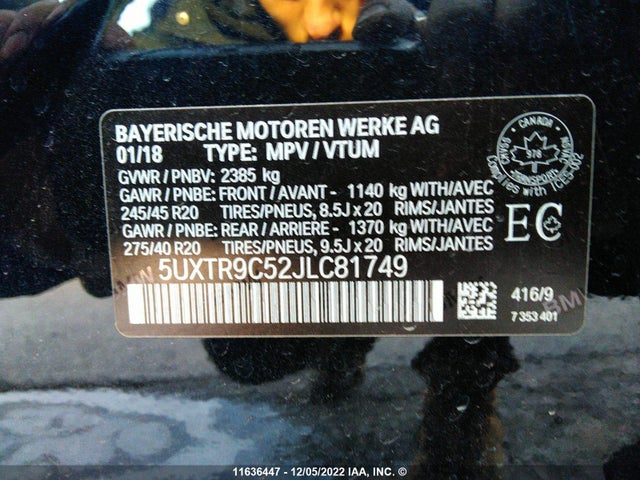 BAYERISCHE MOTOREN WERKE AG
01/18 TYPE: MPV / VTUM
GVWR / PNBV: 2385 kg
GAWR / PNBE: FRONT / AVANT - 1140 kg WITH/AVEC
245/45 R20 TIRES/PNEUS, 8.5J x 20 RIMS/JANTES
GAWR / PNBE: REAR / ARRIERE - 1370 kg WITH/AVEC
275/40 R20 TIRES/PNEUS, 9.5J x 20 RIMS/JANTES
5UXTR9C52JLC81749
CANADA
978
TRANSPORT
EC
416/9
7 353 401
BMW
11636447 - 12/05/2022 IAA, INC. ©